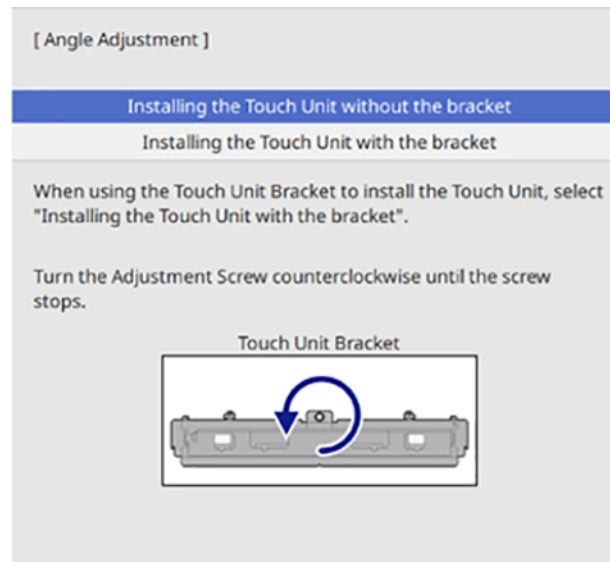 [ Angle Adjustment ]
Installing the Touch Unit without the bracket
Installing the Touch Unit with the bracket
When using the Touch Unit Bracket to install the Touch Unit, select
"Installing the Touch Unit with the bracket".
Turn the Adjustment Screw counterclockwise until the screw
stops.
Touch Unit Bracket